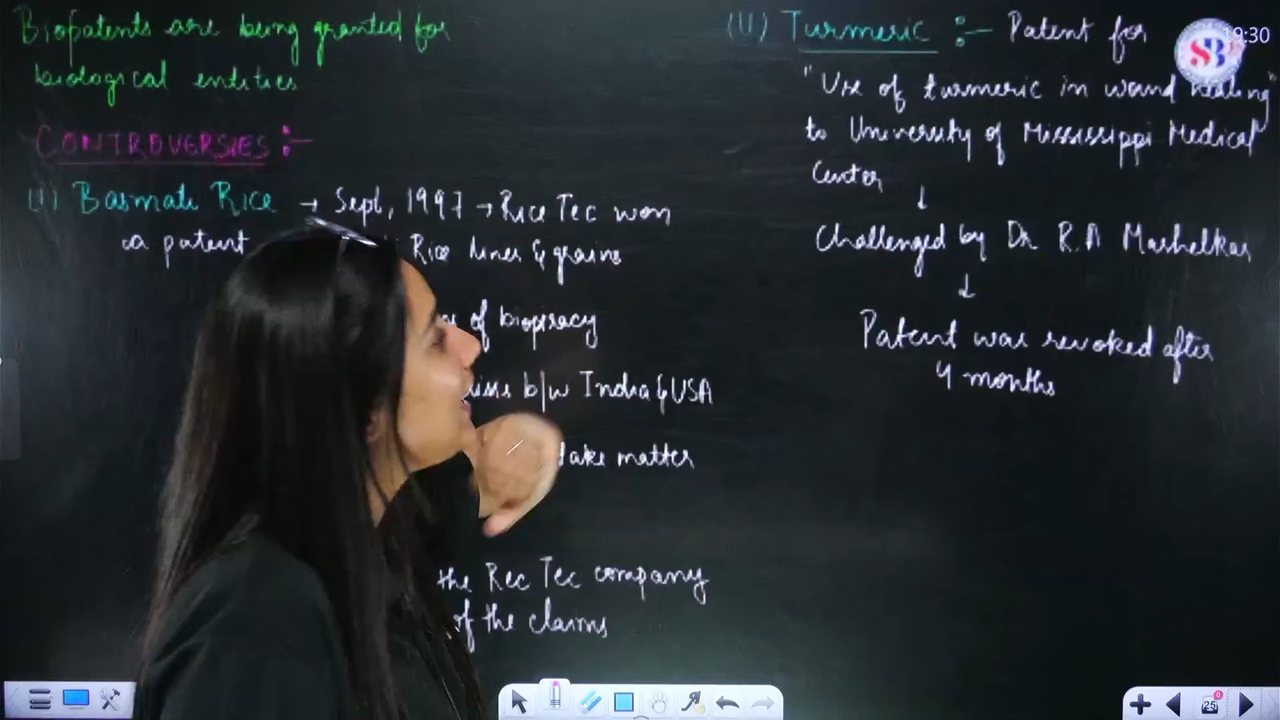 Biopatents are being granted for
biological entities
CONTROVERSIES :-
(I) Basmati Rice → Sept, 1997 → Rice Tec won
a patent Rice lines & grains
of biopiracy
b/w India & USA
take matter
the Rec Tec company
of the claims
(II) Turmeric :- Patent for
"Use of turmeric in wound healing"
to University of Mississippi Medical
Center
↓
Challenged by Dr R.A Mashelkar
↓
Patent was revoked after
4 months
SB
19:30
25